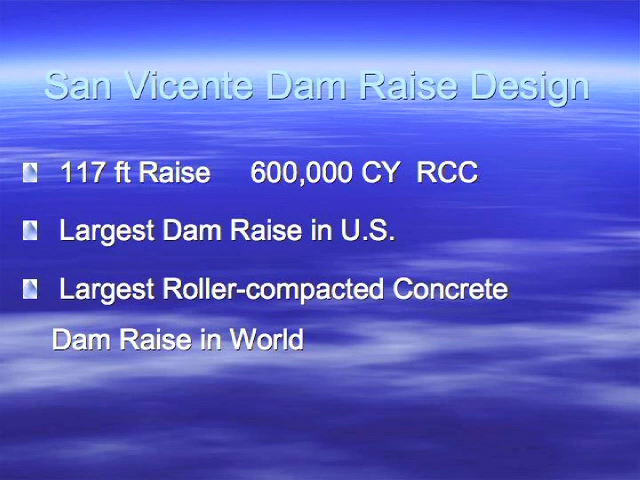 San Vicente Dam Raise Design
117 ft Raise 600,000 CY RCC
Largest Dam Raise in U.S.
Largest Roller-compacted Concrete
Dam Raise in World